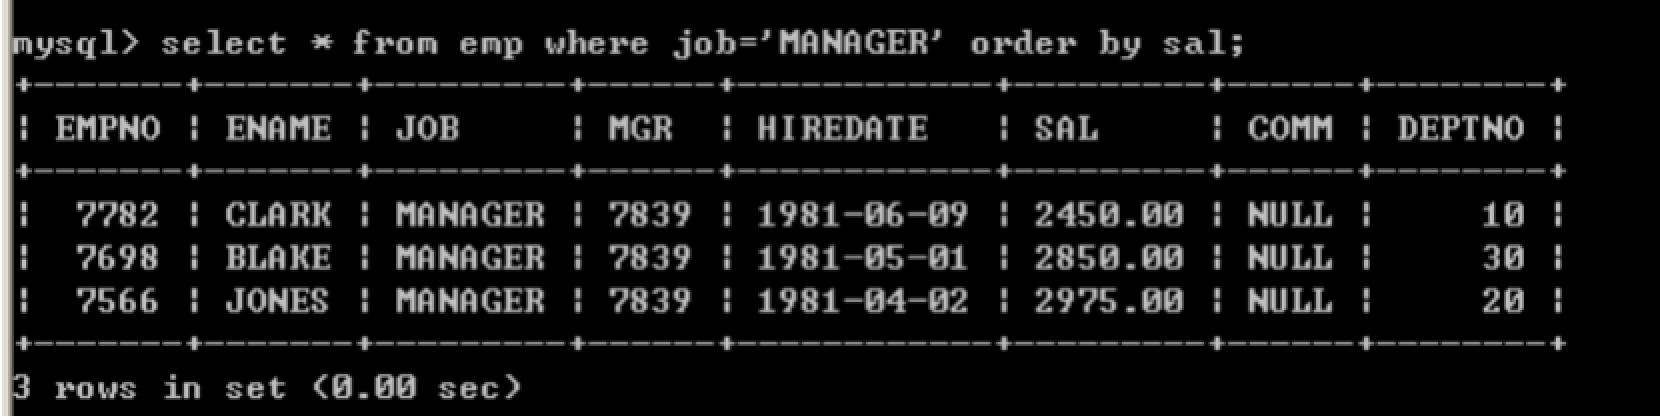 mysql> select * from emp where job='MANAGER' order by sal;
+-------+-------+---------+------+------------+---------+------+--------+
| EMPNO | ENAME | JOB     | MGR  | HIREDATE   | SAL     | COMM | DEPTNO |
+-------+-------+---------+------+------------+---------+------+--------+
|  7782 | CLARK | MANAGER | 7839 | 1981-06-09 | 2450.00 | NULL |     10 |
|  7698 | BLAKE | MANAGER | 7839 | 1981-05-01 | 2850.00 | NULL |     30 |
|  7566 | JONES | MANAGER | 7839 | 1981-04-02 | 2975.00 | NULL |     20 |
+-------+-------+---------+------+------------+---------+------+--------+
3 rows in set (0.00 sec)